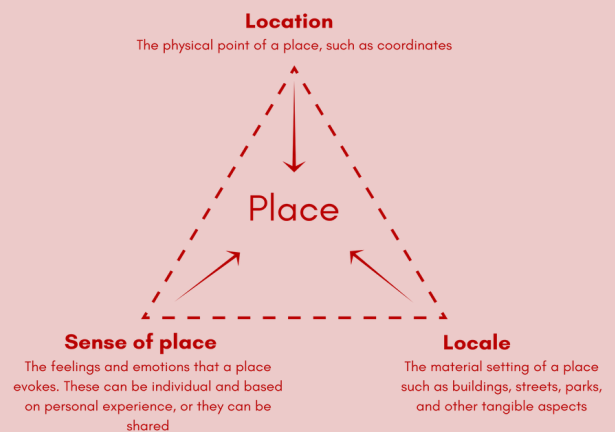 Location
The physical point of a place, such as coordinates
Place
Sense of place
The feelings and emotions that a place
evokes. These can be individual and based
on personal experience, or they can be
shared
Locale
The material setting of a place
such as buildings, streets, parks,
and other tangible aspects